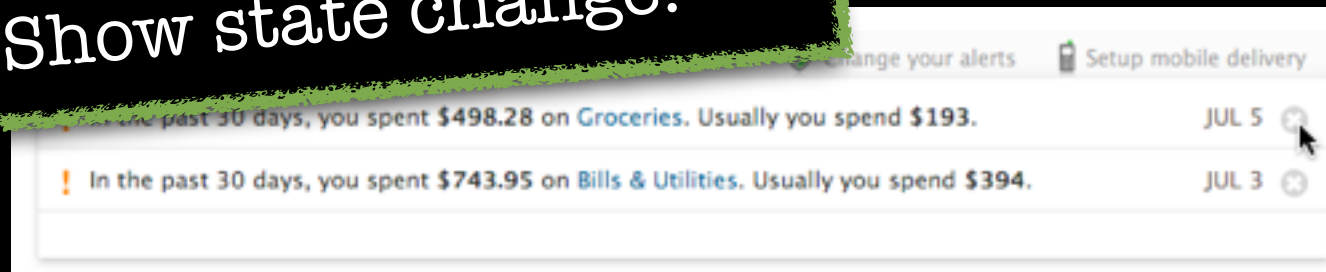 Show state change.
Change your alerts Setup mobile delivery
In the past 30 days, you spent $498.28 on Groceries. Usually you spend $193. JUL 5
! In the past 30 days, you spent $743.95 on Bills & Utilities. Usually you spend $394. JUL 3